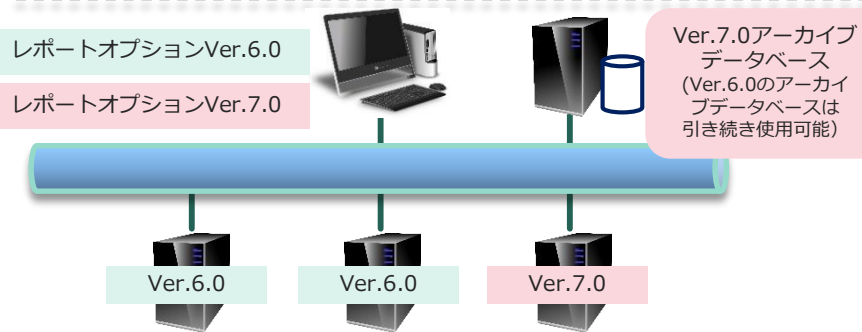 レポートオプションVer.6.0
レポートオプションVer.7.0
Ver.7.0アーカイブ
データベース
(Ver.6.0のアーカイ
ブデータベースは
引き続き使用可能）
Ver.6.0
Ver.6.0
Ver.7.0